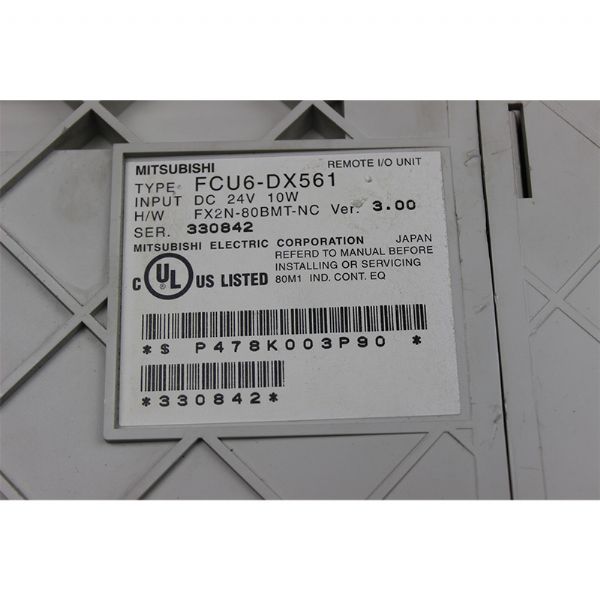 MITSUBISHI REMOTE I/O UNIT
TYPE FCU6-DX561
INPUT DC 24V 10W
H/W FX2N-80BMT-NC Ver. 3.00
SER. 330842
MITSUBISHI ELECTRIC CORPORATION JAPAN
REFERD TO MANUAL BEFORE
INSTALLING OR SERVICING
80M1 IND. CONT. EQ
C UL US LISTED
*$ P478K003P90 *
*330842*